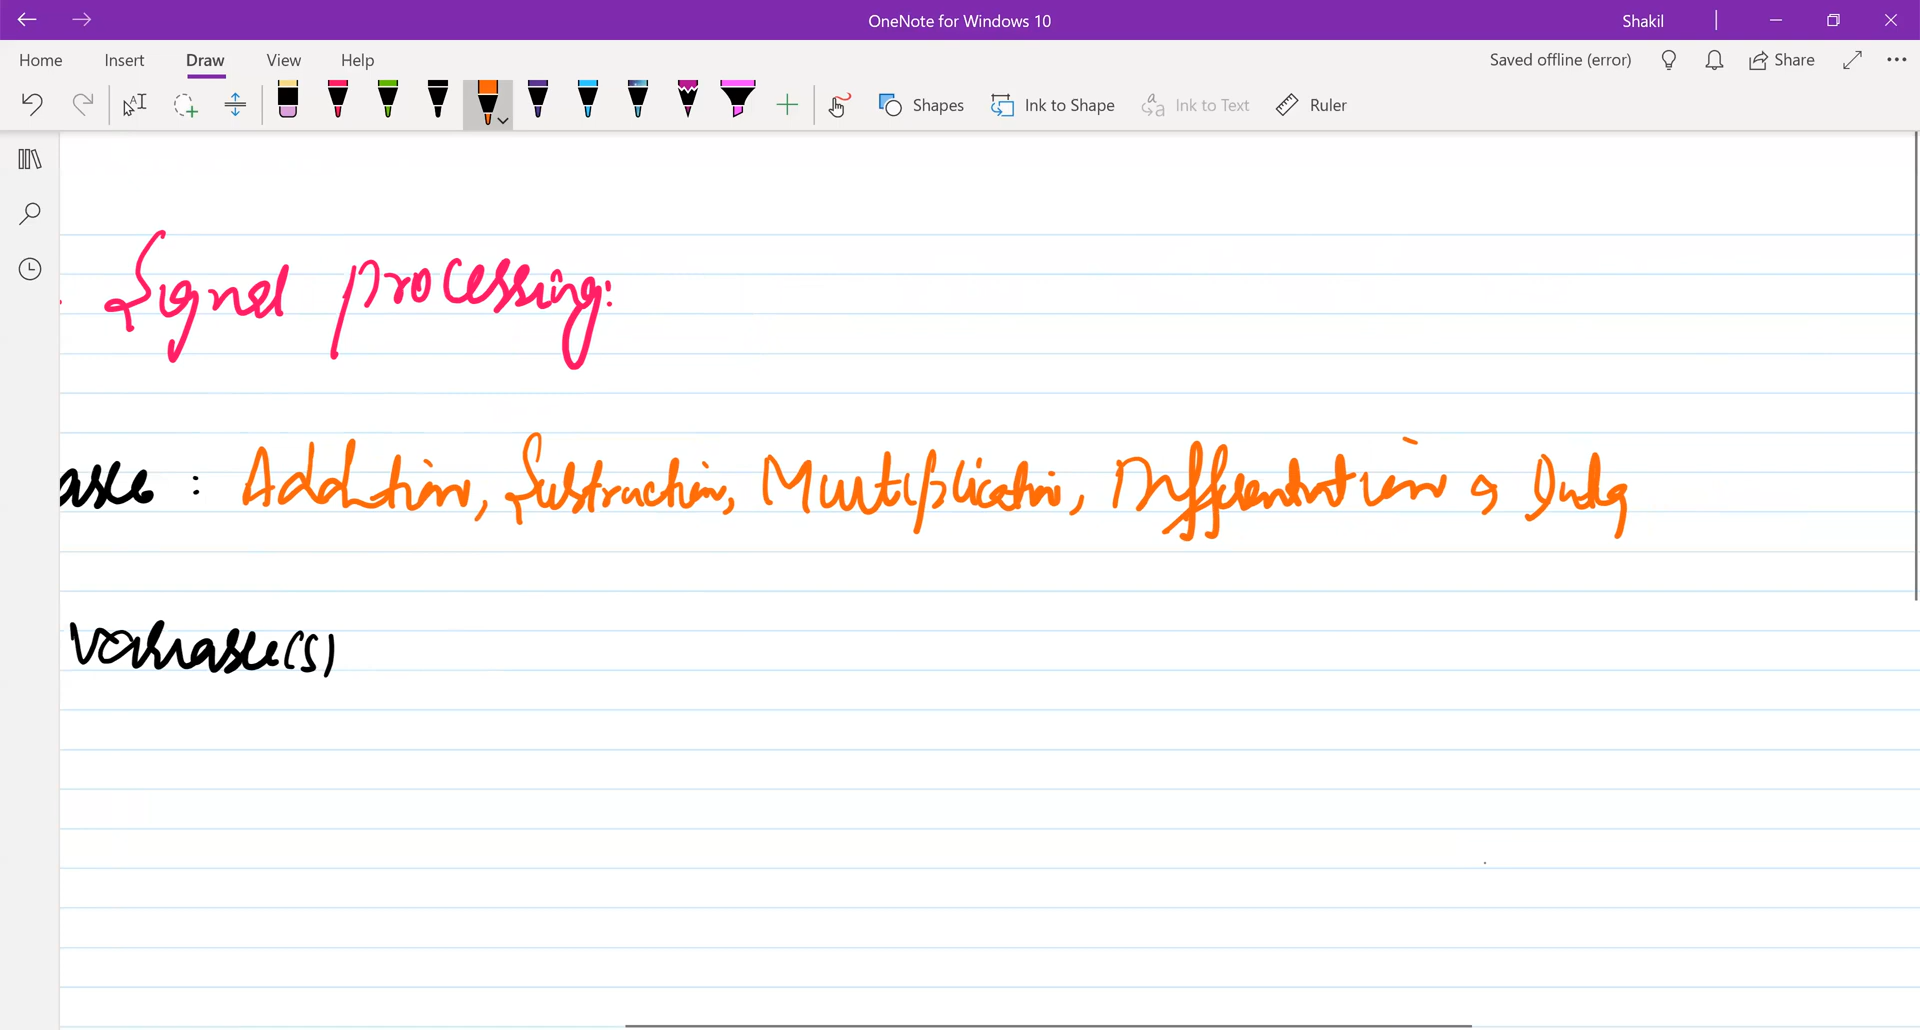 OneNote for Windows 10
Shakil
Home Insert Draw View Help
Saved offline (error) Share
Shapes Ink to Shape Ink to Text Ruler
Signal processing:
: Addition, Subtraction, Multiplication, Differentiation &
Variable(s)